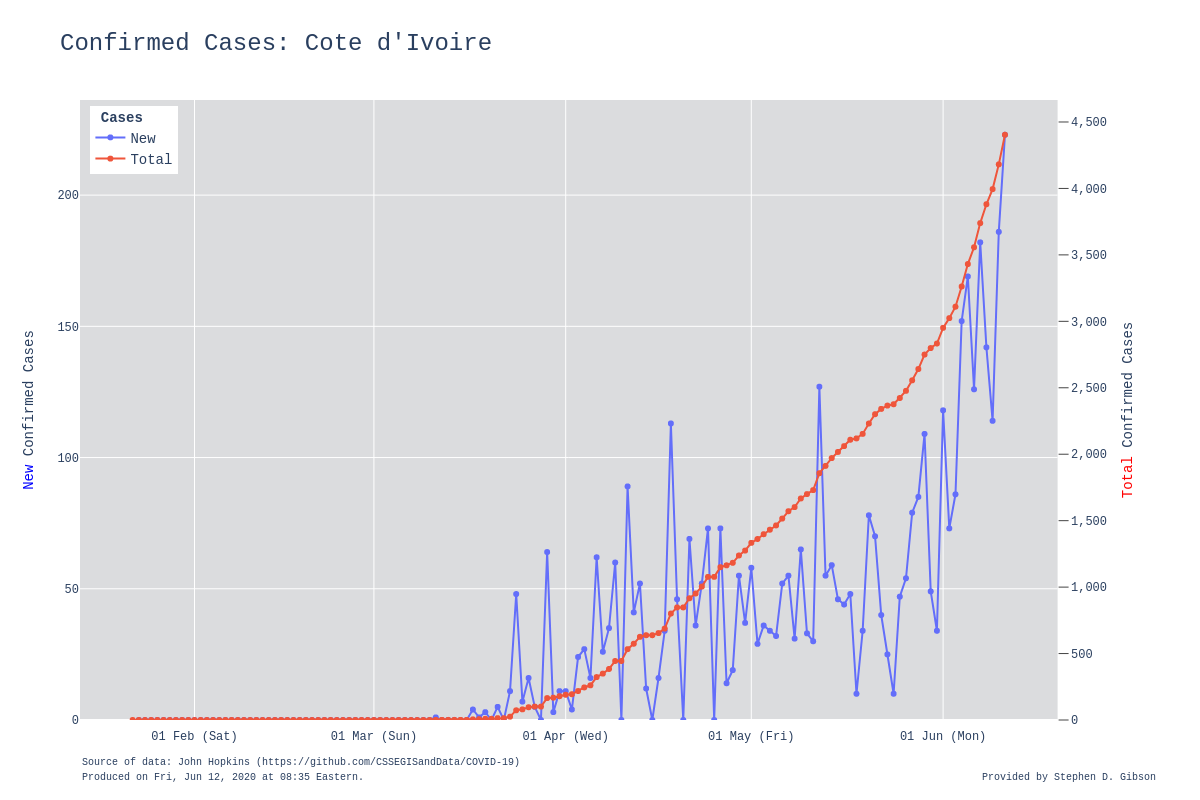 Confirmed Cases: Cote d'Ivoire
Cases
New
Total
200
150
100
50
0
4,500
4,000
3,500
3,000
2,500
2,000
1,500
1,000
500
0
New Confirmed Cases
Total Confirmed Cases
01 Feb (Sat)
01 Mar (Sun)
01 Apr (Wed)
01 May (Fri)
01 Jun (Mon)
Source of data: John Hopkins (https://github.com/CSSEGISandData/COVID-19)
Produced on Fri, Jun 12, 2020 at 08:35 Eastern.
Provided by Stephen D. Gibson